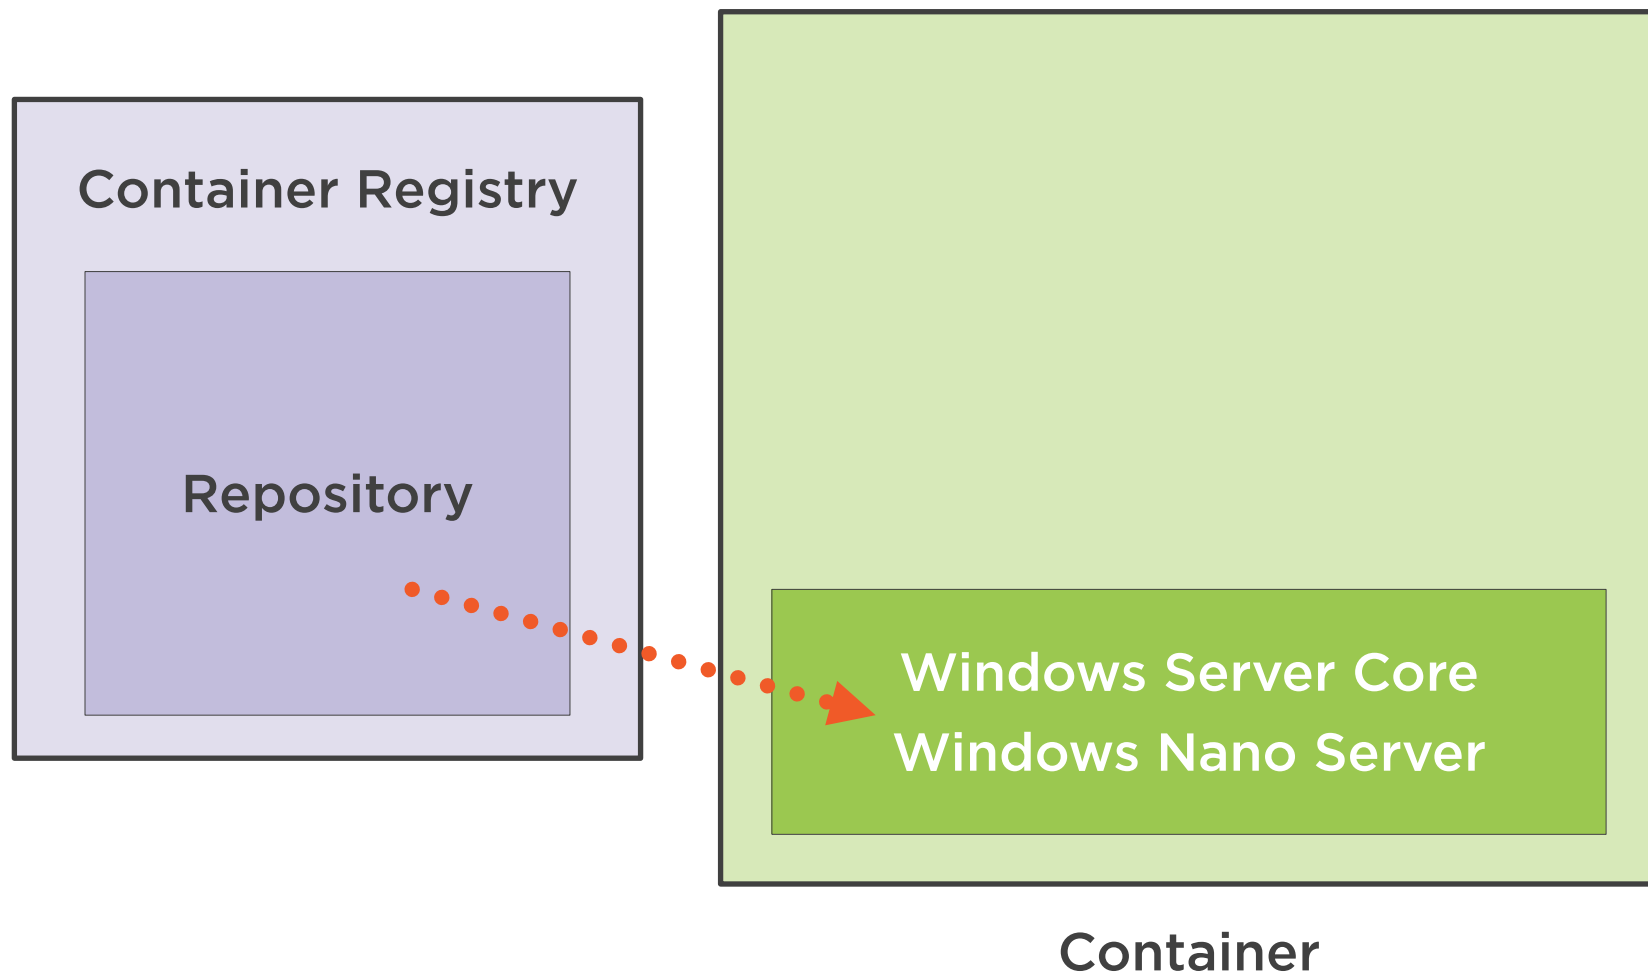 Container Registry
Repository
Windows Server Core
Windows Nano Server
Container